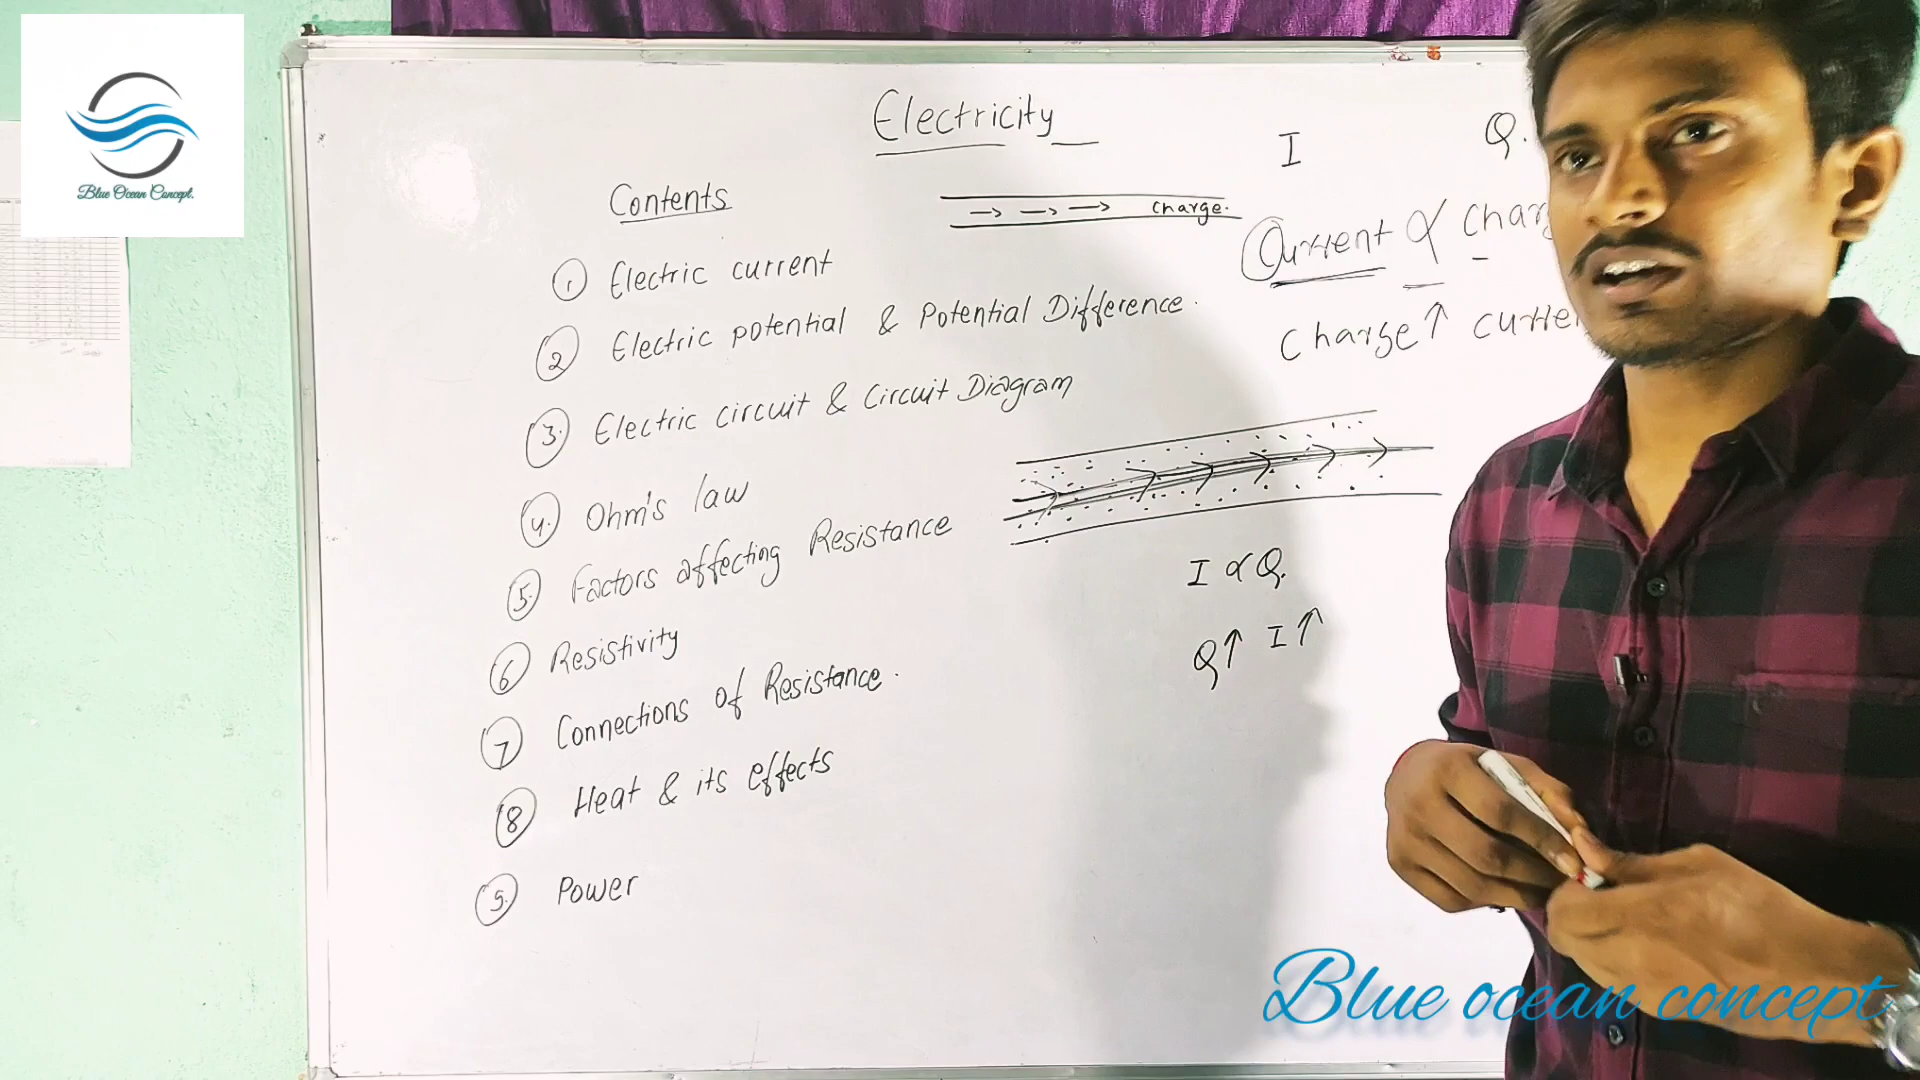 Blue Ocean Concept.
Electricity
I Q.
Contents
charge.
Current ∝ Charg
Charge↑ curre
① Electric current
② Electric potential & Potential Difference.
③ Electric circuit & Circuit Diagram
④ Ohm's law
⑤ Factors affecting Resistance
⑥ Resistivity
⑦ Connections of Resistance.
⑧ Heat & its effects
⑨ Power
I ∝ Q.
Q↑ I↑
Blue ocean concept